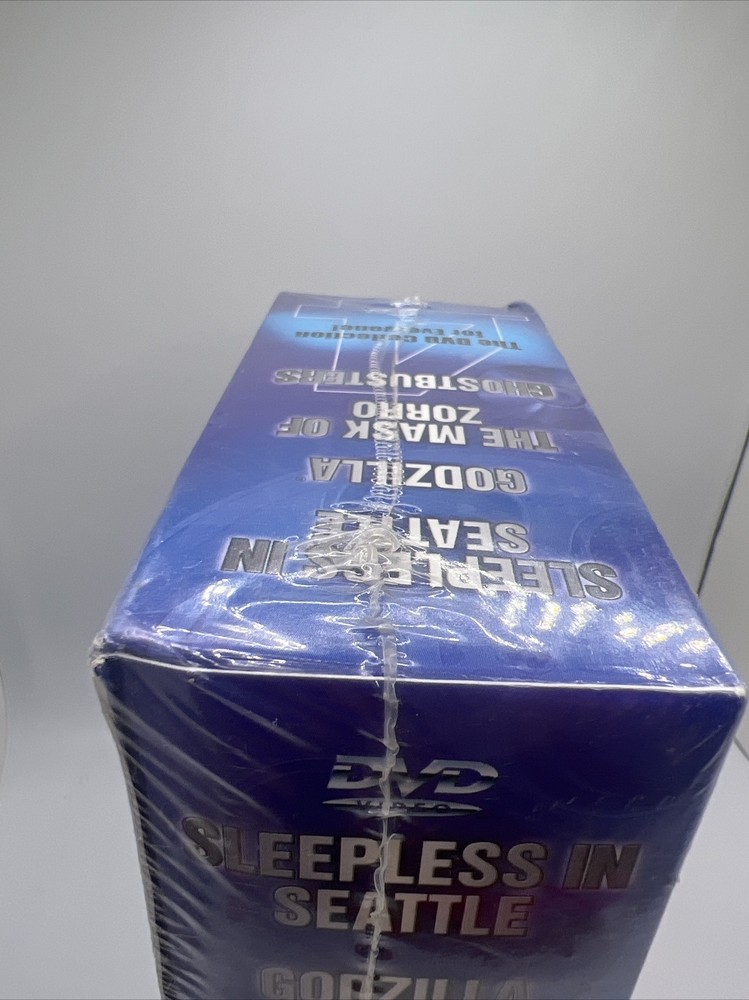 The DVD Collection
for Everyone!
GHOSTBUSTERS
THE MASK OF
ZORRO
GODZILLA
SLEEPLESS IN
SEATTLE
DVD
VIDEO
SLEEPLESS IN
SEATTLE
GODZILLA